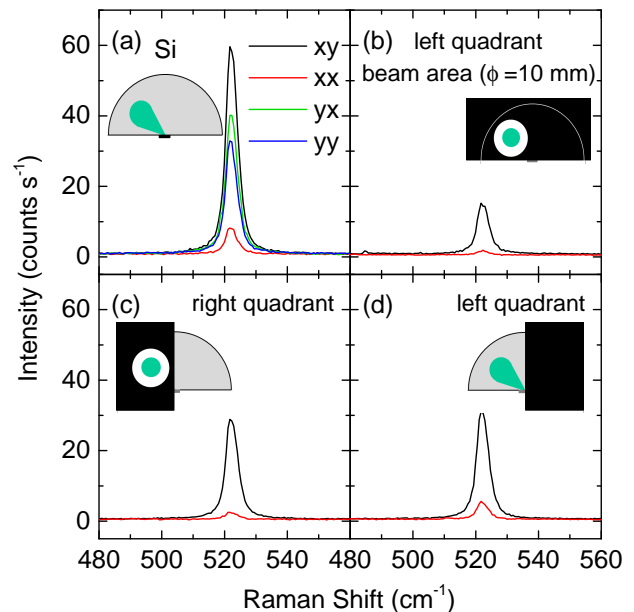 (a) Si
xy
xx
yx
yy
(b) left quadrant
beam area (ϕ =10 mm)
60
40
20
0
Intensity (counts s⁻¹)
(c) right quadrant
(d) left quadrant
60
40
20
0
480 500 520 540 480 500 520 540 560
Raman Shift (cm⁻¹)